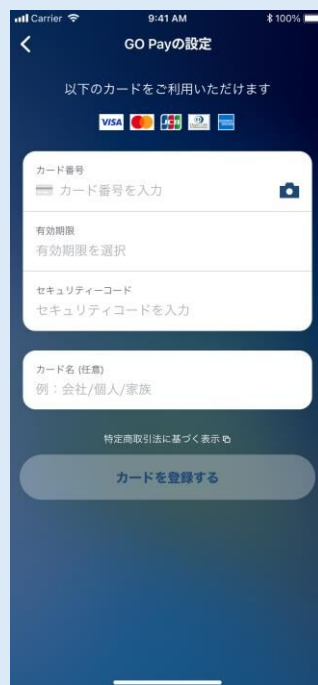 Carrier 9:41 AM 100%
GO Payの設定
以下のカードをご利用いただけます
VISA JCB
カード番号
カード番号を入力
有効期限
有効期限を選択
セキュリティーコード
セキュリティコードを入力
カード名 (任意)
例：会社/個人/家族
特定商取引法に基づく表示
カードを登録する